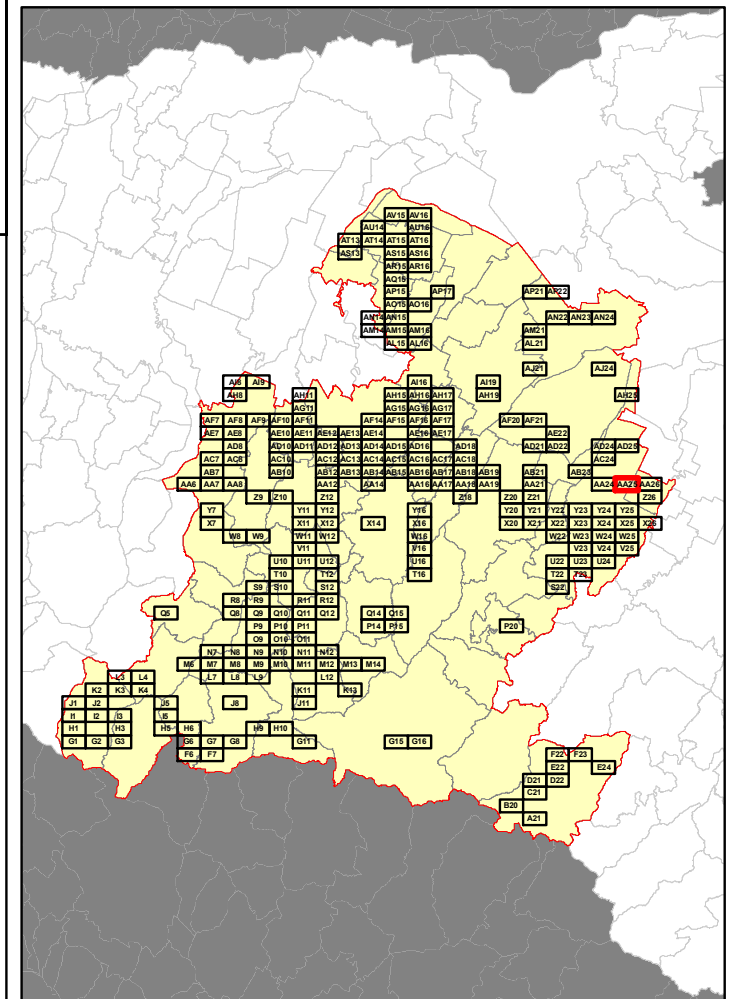 AV15 AV16
AU14 AU16
AT13 AT14 AT15 AT16
AS13 AS15 AS16
AR15 AR16
AQ15
AP15 AP17 AP21 AP22
AO15 AO16
AN14 AN15 AN22 AN23 AN24
AM14 AM15 AM16 AM21
AL15 AL16 AL21
AJ21 AJ24
AI8 AI9 AI16 AI19
AH8 AH11 AH15 AH16 AH17 AH19 AH25
AG11 AG15 AG16 AG17
AF7 AF8 AF9 AF10 AF11 AF14 AF15 AF16 AF17 AF20 AF21
AE7 AE8 AE10 AE11 AE12 AE13 AE14 AE16 AE17 AE22
AD8 AD10 AD11 AD12 AD13 AD14 AD15 AD16 AD18 AD21 AD22 AD24 AD25
AC7 AC8 AC10 AC12 AC13 AC14 AC15 AC16 AC17 AC18 AC24
AB7 AB10 AB12 AB13 AB14 AB15 AB16 AB17 AB18 AB19 AB21 AB23
AA6 AA7 AA8 AA12 AA14 AA16 AA17 AA18 AA19 AA21 AA24 AA25 AA26
Z9 Z10 Z12 Z18 Z20 Z21 Z26
Y7 Y11 Y12 Y16 Y20 Y21 Y22 Y23 Y24 Y25
X7 X11 X12 X14 X16 X20 X21 X22 X23 X24 X25 X26
W8 W9 W11 W12 W16 W22 W23 W24 W25
V11 V16 V23 V24 V25
U10 U11 U12 U16 U22 U23 U24
T10 T12 T16 T22 T23
S9 S10 S12 S22
R8 R9 R11 R12
Q5 Q8 Q9 Q10 Q11 Q12 Q14 Q15
P9 P10 P11 P14 P15 P20
O9 O10 O11
N7 N8 N9 N10 N11 N12
M6 M7 M8 M9 M10 M11 M12 M13 M14
L3 L4 L7 L8 L9 L12
K2 K3 K4 K11 K13
J1 J2 J5 J8 J11
I1 I2 I3 I5
H1 H3 H5 H6 H9 H10
G1 G2 G3 G6 G7 G8 G11 G15 G16
F6 F7 F22 F23
E22 E24
D21 D22
C21
B20
A21